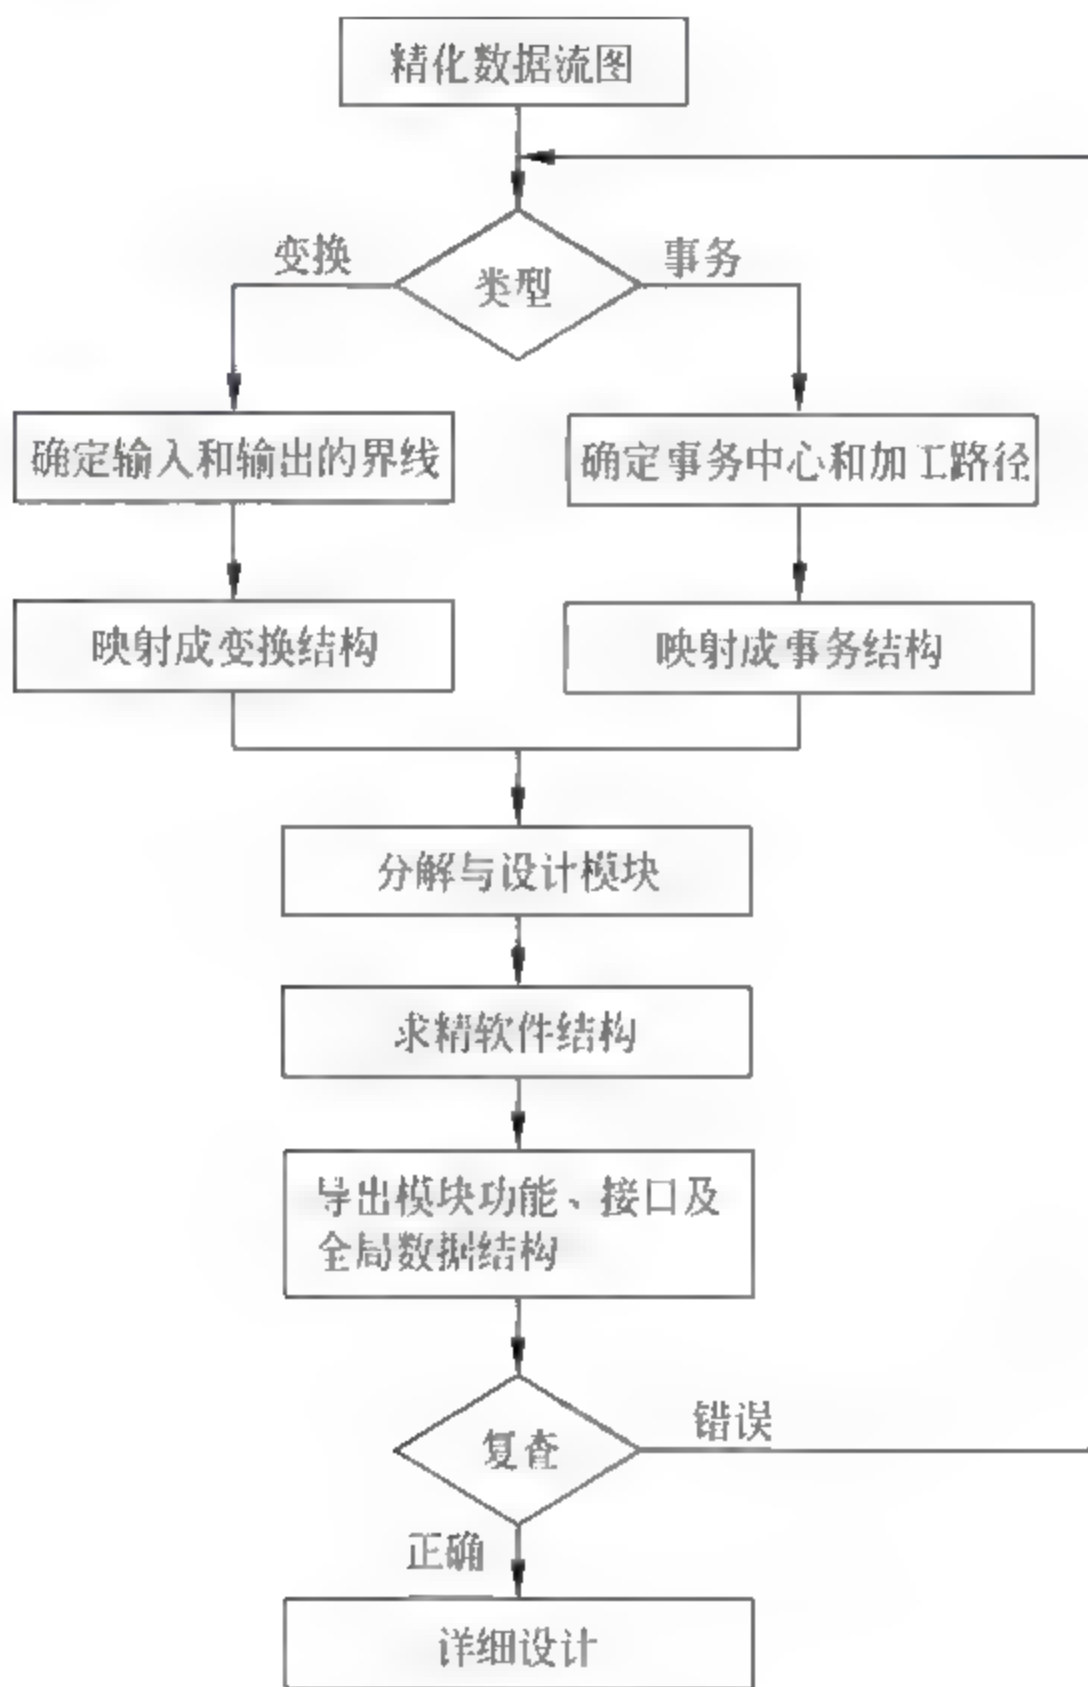 精化数据流图
变换
类型
事务
确定输入和输出的界线
确定事务中心和加工路径
映射成变换结构
映射成事务结构
分解与设计模块
求精软件结构
导出模块功能、接口及
全局数据结构
复查
错误
正确
详细设计